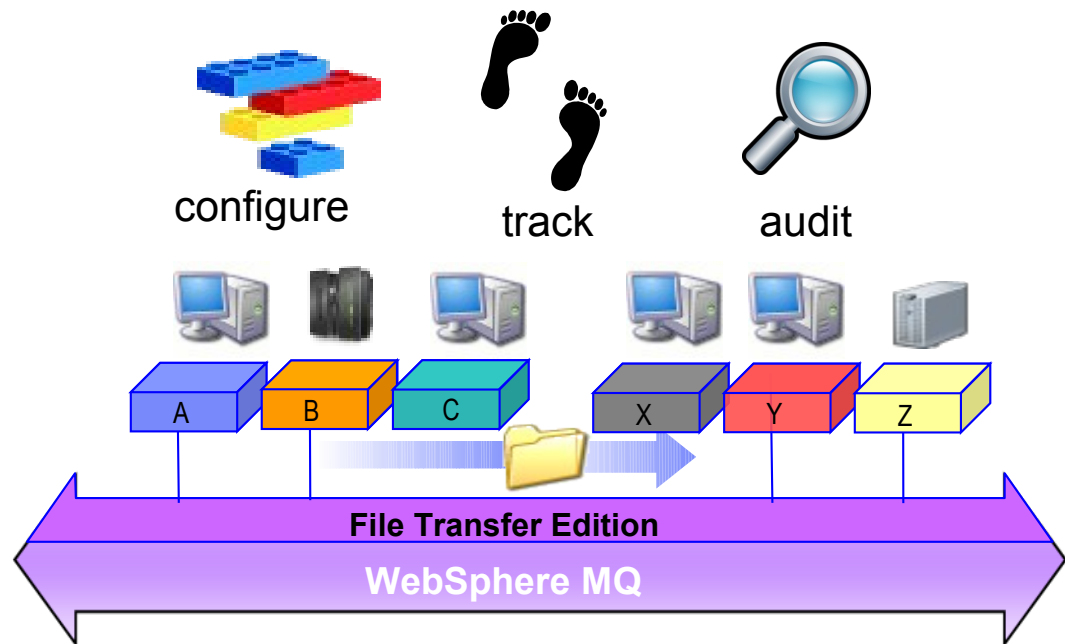 configure
track
audit
A
B
C
X
Y
Z
File Transfer Edition
WebSphere MQ